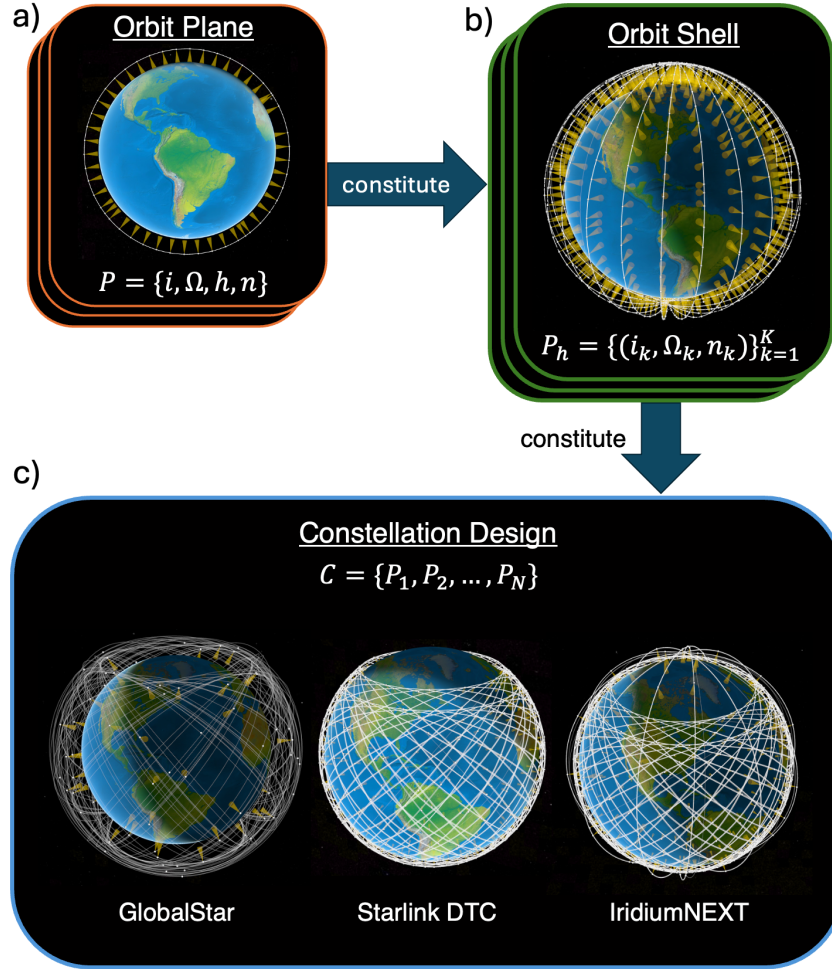 a)
Orbit Plane
P = {i, Ω, h, n}
constitute
b)
Orbit Shell
P_h = {(i_k, Ω_k, n_k)}_{k=1}^K
constitute
c)
Constellation Design
C = {P_1, P_2, ..., P_N}
GlobalStar
Starlink DTC
IridiumNEXT